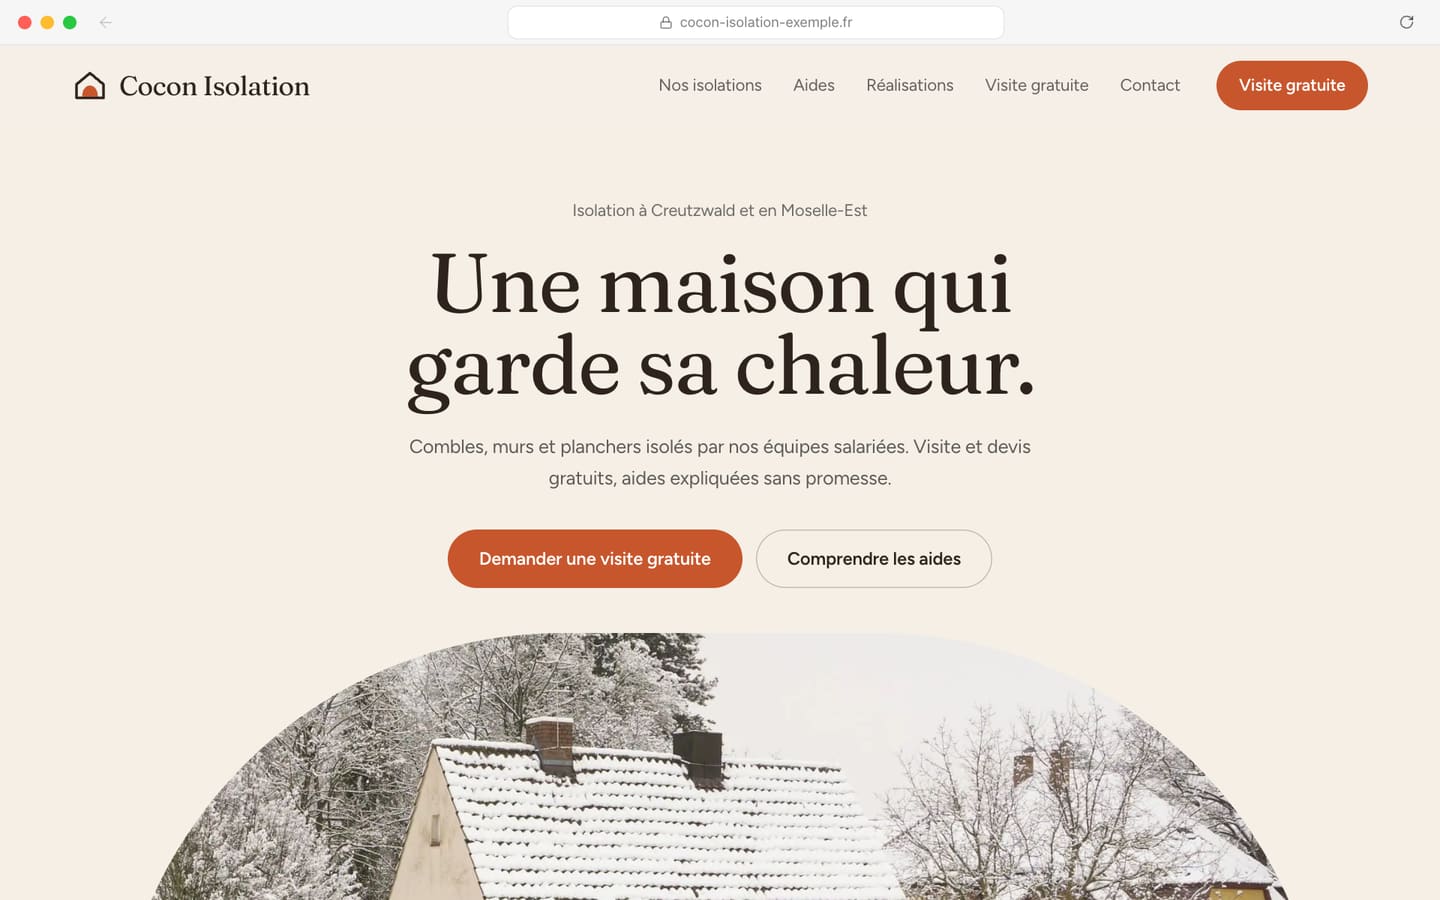 cocon-isolation-exemple.fr
Cocon Isolation
Nos isolations
Aides
Réalisations
Visite gratuite
Contact
Visite gratuite
Isolation à Creutzwald et en Moselle-Est
Une maison qui
garde sa chaleur.
Combles, murs et planchers isolés par nos équipes salariées. Visite et devis
gratuits, aides expliquées sans promesse.
Demander une visite gratuite
Comprendre les aides